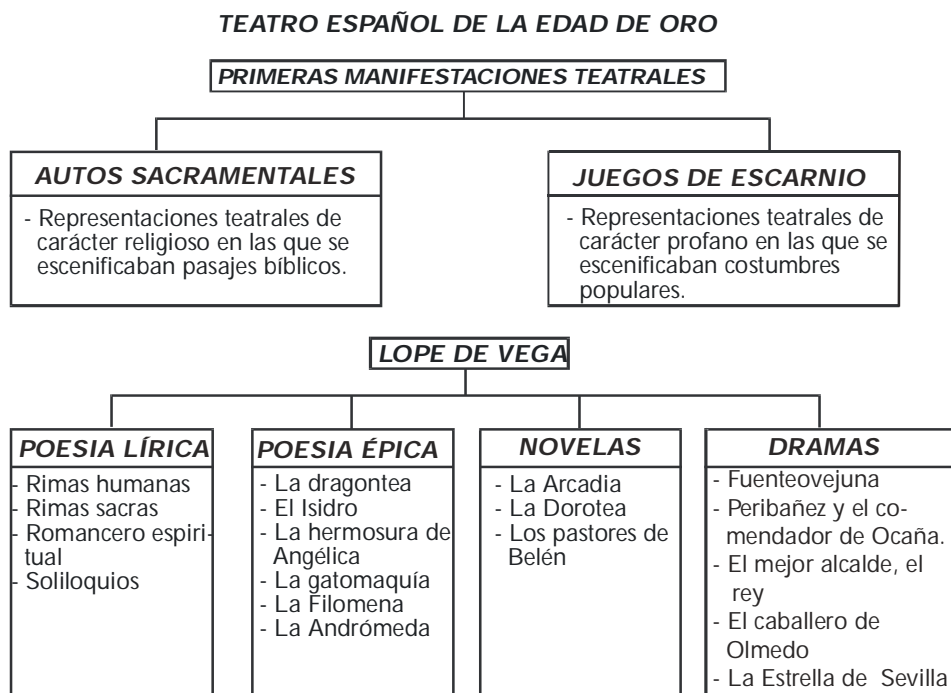 TEATRO ESPAÑOL DE LA EDAD DE ORO
PRIMERAS MANIFESTACIONES TEATRALES
AUTOS SACRAMENTALES
- Representaciones teatrales de
carácter religioso en las que se
escenificaban pasajes bíblicos.
JUEGOS DE ESCARNIO
- Representaciones teatrales de
carácter profano en las que se
escenificaban costumbres
populares.
LOPE DE VEGA
POESIA LÍRICA
- Rimas humanas
- Rimas sacras
- Romancero espiri-
tual
- Soliloquios
POESIA ÉPICA
- La dragontea
- El Isidro
- La hermosura de
Angélica
- La gatomaquía
- La Filomena
- La Andrómeda
NOVELAS
- La Arcadia
- La Dorotea
- Los pastores de
Belén
DRAMAS
- Fuenteovejuna
- Peribañez y el co-
mendador de Ocaña.
- El mejor alcalde, el
rey
- El caballero de
Olmedo
- La Estrella de Sevilla